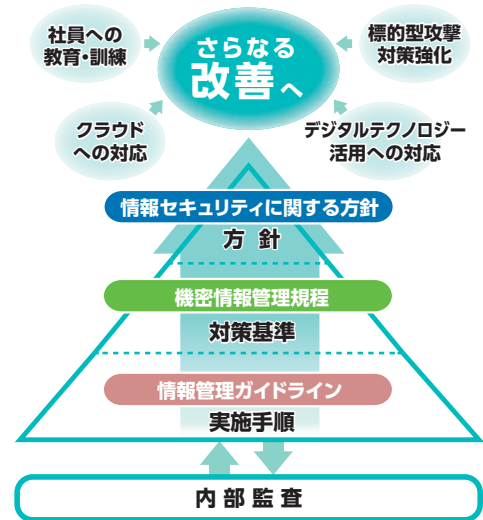 社員への
教育・訓練
さらなる
改善へ
標的型攻撃
対策強化
クラウド
への対応
デジタルテクノロジー
活用への対応
情報セキュリティに関する方針
方 針
機密情報管理規程
対策基準
情報管理ガイドライン
実施手順
内部監査